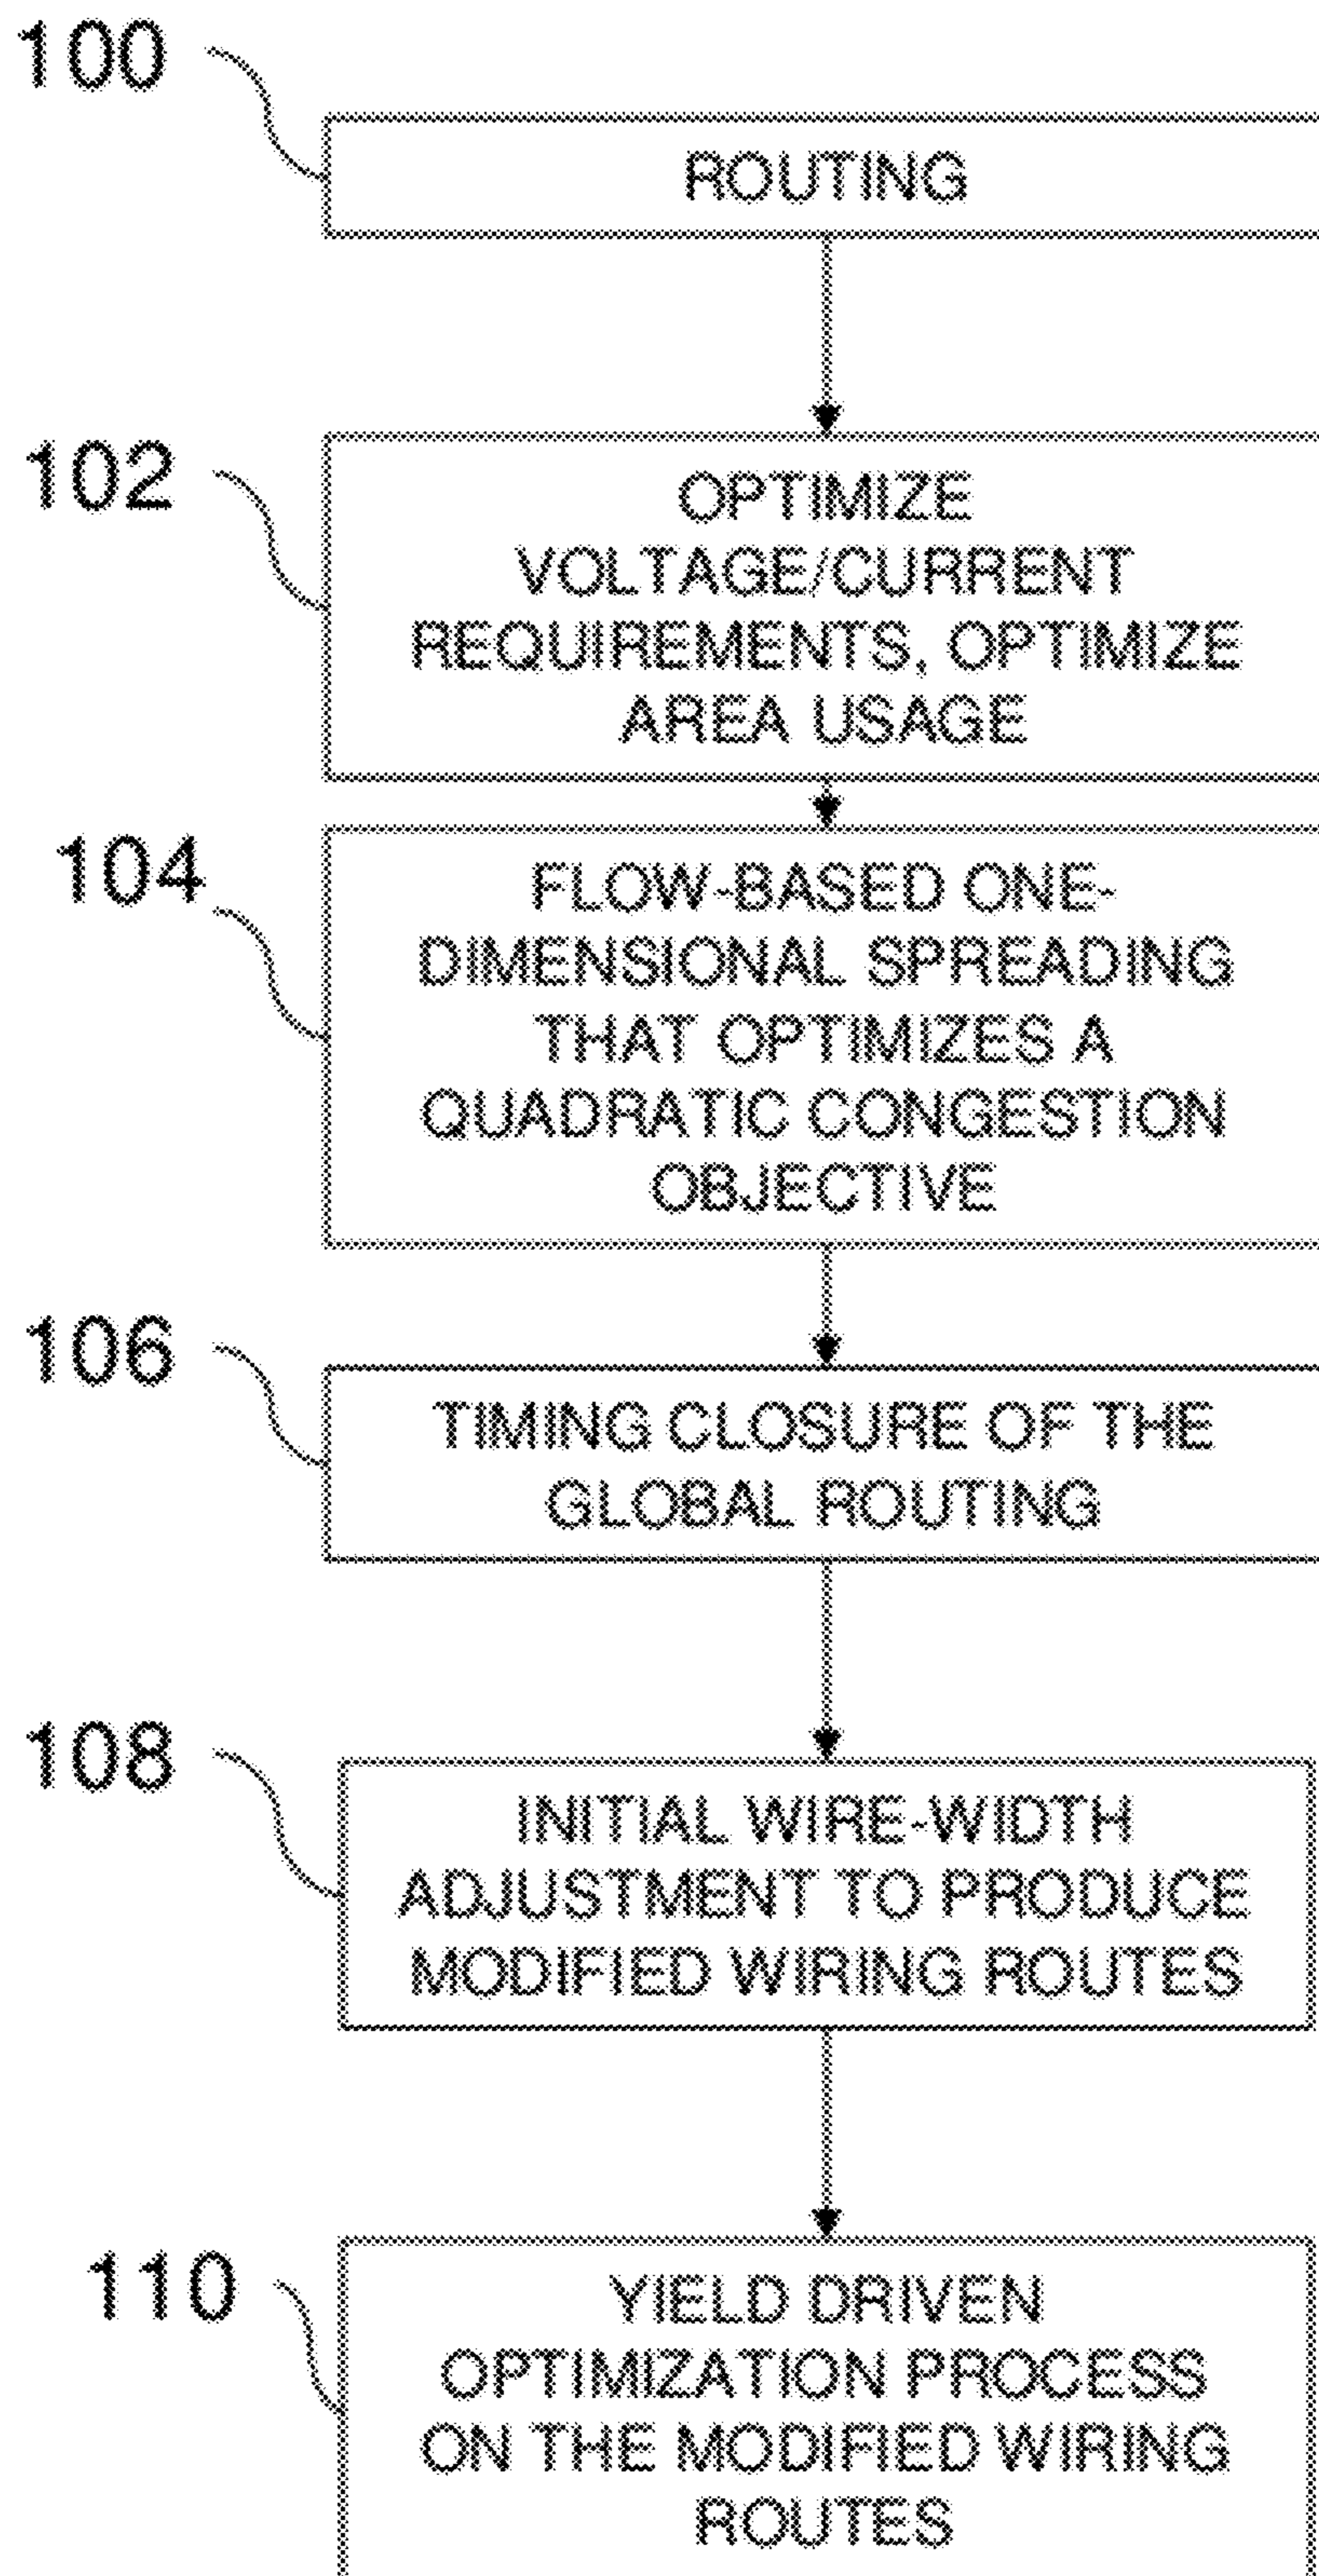 100
ROUTING
102
OPTIMIZE
VOLTAGE/CURRENT
REQUIREMENTS, OPTIMIZE
AREA USAGE
104
FLOW-BASED ONE-
DIMENSIONAL SPREADING
THAT OPTIMIZES A
QUADRATIC CONGESTION
OBJECTIVE
106
TIMING CLOSURE OF THE
GLOBAL ROUTING
108
INITIAL WIRE-WIDTH
ADJUSTMENT TO PRODUCE
MODIFIED WIRING ROUTES
110
YIELD DRIVEN
OPTIMIZATION PROCESS
ON THE MODIFIED WIRING
ROUTES